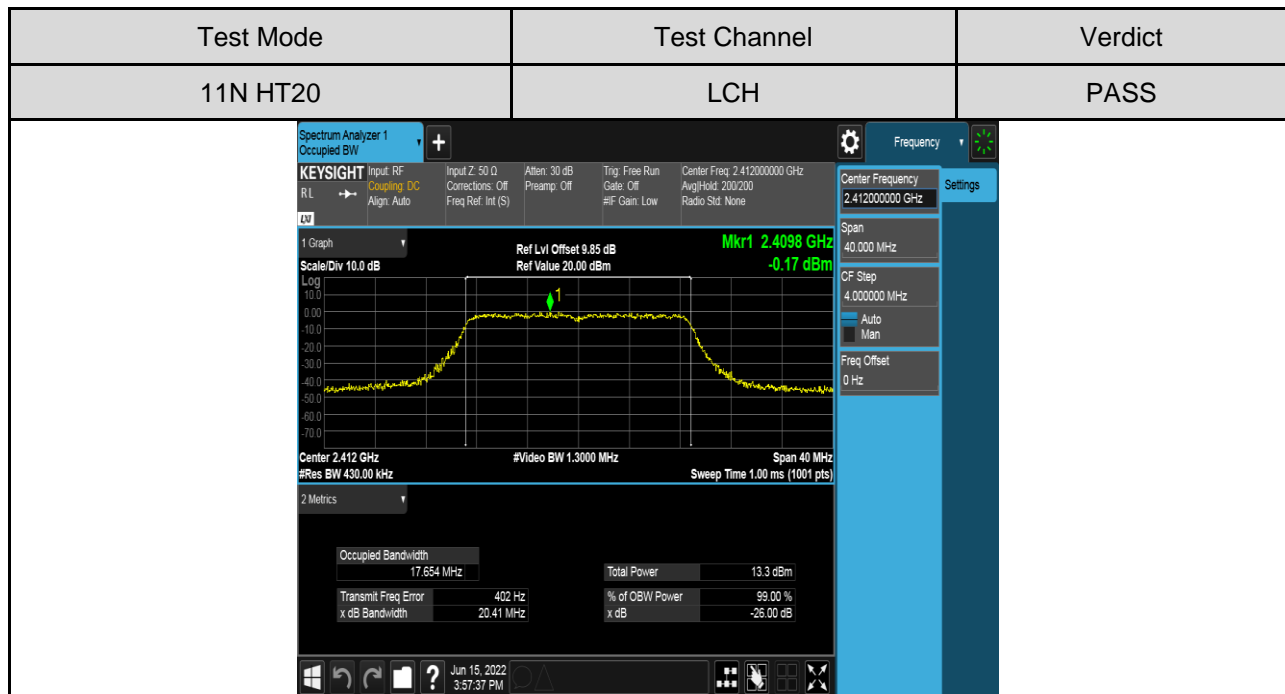 Test Mode Test Channel Verdict
11N HT20 LCH PASS
Spectrum Analyzer 1
Occupied BW
+
Frequency
KEYSIGHT Input: RF Input Z: 50 Ω Atten: 30 dB Trig: Free Run Center Freq: 2.412000000 GHz
RL Coupling: DC Corrections: Off Preamp: Off Gate: Off Avg|Hold: 200/200
Align: Auto Freq Ref: Int (S) #IF Gain: Low Radio Std: None
LXI
Center Frequency Settings
2.412000000 GHz
Span
40.000 MHz
CF Step
4.000000 MHz
Auto
Man
Freq Offset
0 Hz
1 Graph Ref Lvl Offset 9.85 dB Mkr1 2.4098 GHz
Scale/Div 10.0 dB Ref Value 20.00 dBm -0.17 dBm
Log
10.0
0.00
-10.0
-20.0
-30.0
-40.0
-50.0
-60.0
-70.0
1
Center 2.412 GHz #Video BW 1.3000 MHz Span 40 MHz
#Res BW 430.00 kHz Sweep Time 1.00 ms (1001 pts)
2 Metrics
Occupied Bandwidth
17.654 MHz Total Power 13.3 dBm
Transmit Freq Error 402 Hz % of OBW Power 99.00 %
x dB Bandwidth 20.41 MHz x dB -26.00 dB
? Jun 15, 2022
3:57:37 PM